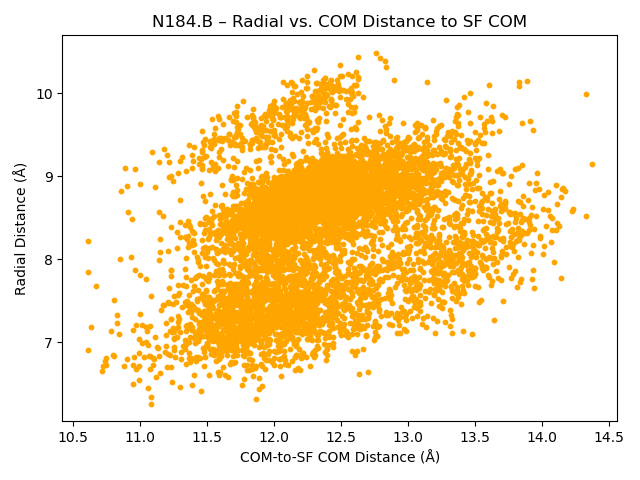 N184.B – Radial vs. COM Distance to SF COM
Radial Distance (Å)
10
9
8
7
10.5 11.0 11.5 12.0 12.5 13.0 13.5 14.0 14.5
COM-to-SF COM Distance (Å)